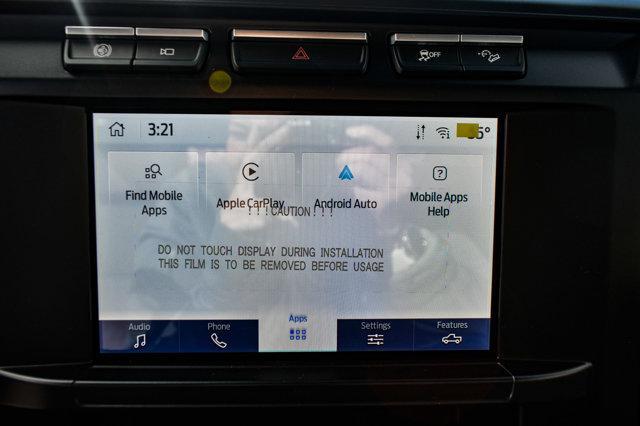 OFF
3:21
Find Mobile
Apps
Apple CarPlay
Android Auto
Mobile Apps
Help
!!!CAUTION!!!
DO NOT TOUCH DISPLAY DURING INSTALLATION
THIS FILM IS TO BE REMOVED BEFORE USAGE
Audio
Phone
Apps
Settings
Features